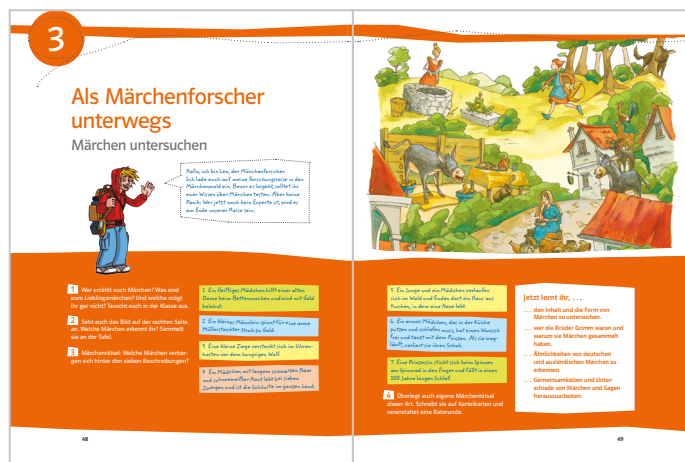 3
Als Märchenforscher
unterwegs
Märchen untersuchen
Hallo, ich bin Leo, der Märchenforscher.
Ich lade euch auf meine Forschungsreise in den
Märchenwald ein. Bevor es losgeht, solltet ihr
euer Wissen über Märchen testen. Aber keine
Panik: Wer jetzt noch kein Experte ist, wird es
am Ende unserer Reise sein.
1 Wer erzählt euch Märchen? Was sind
eure Lieblingsmärchen? Und welche mögt
ihr gar nicht? Tauscht euch in der Klasse aus.
2 Seht euch das Bild auf der rechten Seite
an. Welche Märchen erkennt ihr? Sammelt
sie an der Tafel.
3 Märchenrätsel: Welche Märchen verber-
gen sich hinter den sieben Beschreibungen?
1 Ein fleißiges Mädchen hilft einer alten
Dame beim Bettenmachen und wird mit Gold
belohnt.
2 Ein kleines Männlein spinnt für eine arme
Müllerstochter Stroh zu Gold.
3 Eine kleine Ziege versteckt sich im Uhren-
kasten vor dem hungrigen Wolf.
4 Ein Mädchen mit langem schwarzen Haar
und schneeweißer Haut lebt bei sieben
Zwergen und ist die Schönste im ganzen Land.
48
5 Ein Junge und ein Mädchen verlaufen
sich im Wald und finden dort ein Haus aus
Kuchen, in dem eine Hexe lebt.
6 Ein armes Mädchen, das in der Küche
putzen und schlafen muss, hat einen Wunsch
frei und tanzt mit dem Prinzen. Als sie weg-
läuft, verliert sie ihren Schuh.
7 Eine Prinzessin sticht sich beim Spinnen
am Spinnrad in den Finger und fällt in einen
100 Jahre langen Schlaf.
4 Überlegt euch eigene Märchenrätsel
dieser Art. Schreibt sie auf Karteikarten und
veranstaltet eine Raterunde.
Jetzt lernt ihr, ...
... den Inhalt und die Form von
Märchen zu untersuchen.
... wer die Brüder Grimm waren und
warum sie Märchen gesammelt
haben.
... Ähnlichkeiten von deutschen
und ausländischen Märchen zu
erkennen.
... Gemeinsamkeiten und Unter-
schiede von Märchen und Sagen
herauszuarbeiten.
49